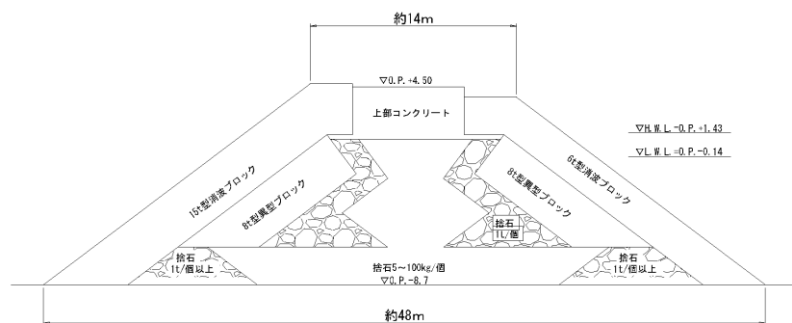 約14m
▽O.P.+4.50
上部コンクリート
▽H.W.L.=O.P.+1.43
▽L.W.L.=O.P.-0.14
15t型消波ブロック
8t型異型ブロック
8t型異型ブロック
6t型消波ブロック
捨石
1t/個
捨石
1t/個以上
捨石5～100kg/個
▽O.P.-8.7
捨石
1t/個以上
約48m